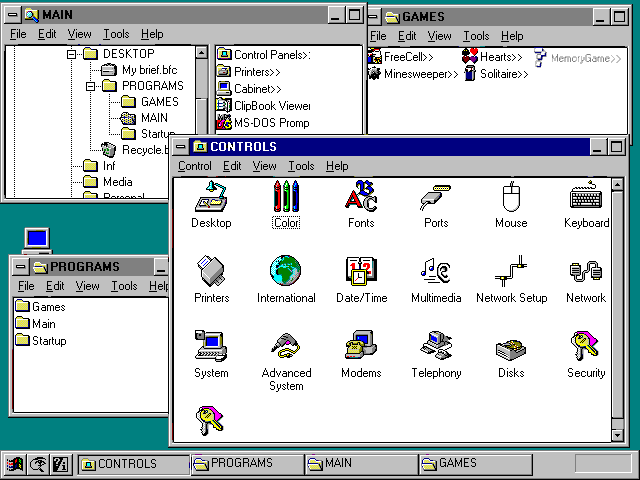 MAIN
File Edit View Tools Help
DESKTOP
My brief.bfc
PROGRAMS
GAMES
MAIN
Startup
Recycle.b
Inf
Media
Control Panels>>
Printers>>
Cabinet>>
ClipBook Viewer
MS-DOS Promp
GAMES
File Edit View Tools Help
FreeCell>> Hearts>> MemoryGame>>
Minesweeper>> Solitaire>>
PROGRAMS
File Edit View Tools Help
Games
Main
Startup
CONTROLS
Control Edit View Tools Help
Desktop Color Fonts Ports Mouse Keyboard
Printers International Date/Time Multimedia Network Setup Network
System Advanced System Modems Telephony Disks Security
CONTROLS PROGRAMS MAIN GAMES